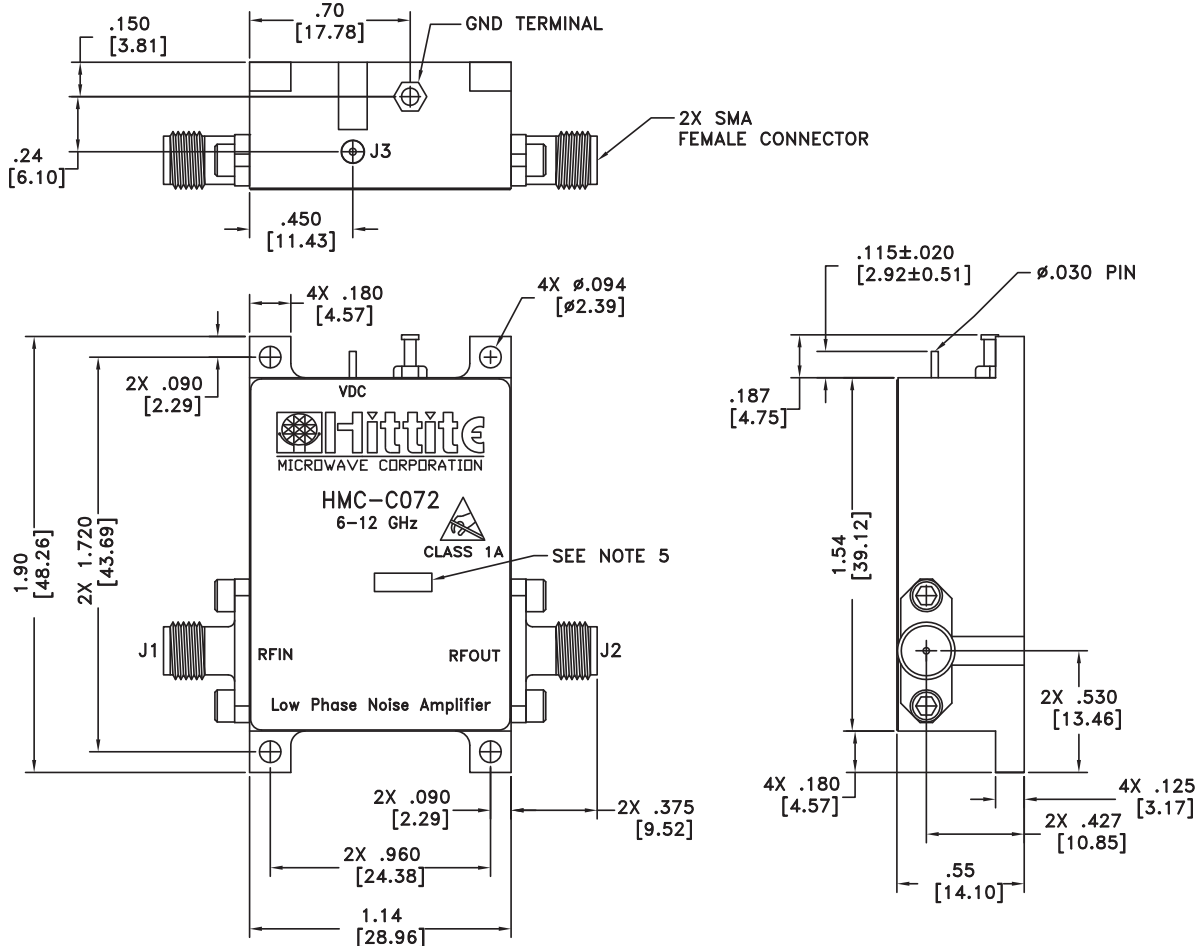 .70
[17.78]
GND TERMINAL
.150
[3.81]
2X SMA
FEMALE CONNECTOR
J3
.24
[6.10]
.450
[11.43]
.115±.020
[2.92±0.51]
ø.030 PIN
4X .180
[4.57]
4X ø.094
[ø2.39]
2X .090
[2.29]
VDC
.187
[4.75]
Hittite
MICROWAVE CORPORATION
HMC-C072
6-12 GHz
CLASS 1A
SEE NOTE 5
1.90
[48.26]
2X 1.720
[43.69]
1.54
[39.12]
J1
RFIN
RFOUT
J2
Low Phase Noise Amplifier
2X .530
[13.46]
2X .090
[2.29]
2X .375
[9.52]
4X .180
[4.57]
4X .125
[3.17]
2X .427
[10.85]
2X .960
[24.38]
.55
[14.10]
1.14
[28.96]